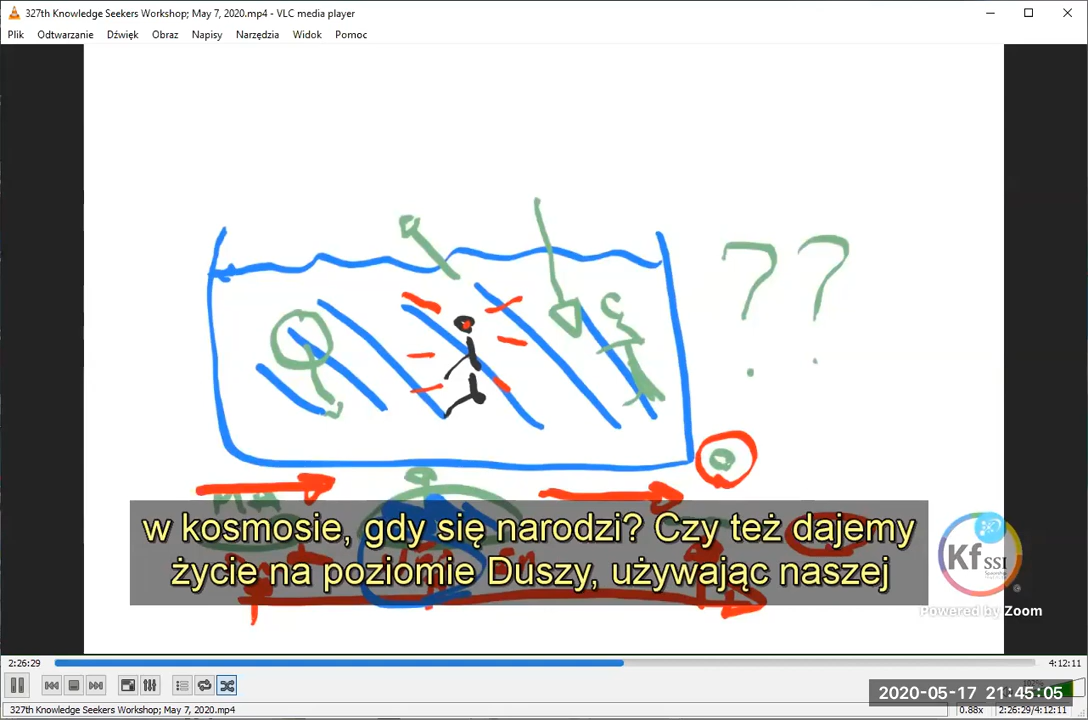 327th Knowledge Seekers Workshop; May 7, 2020.mp4 - VLC media player
Plik Odtwarzanie Dźwięk Obraz Napisy Narzędzia Widok Pomoc
? ?
w kosmosie, gdy się narodzi? Czy też dajemy
życie na poziomie Duszy, używając naszej
Kf SSI
Powered by Zoom
2:26:29 4:12:11
2020-05-17 21:45:05
327th Knowledge Seekers Workshop; May 7, 2020.mp4 0.88x 2:26:29/4:12:11